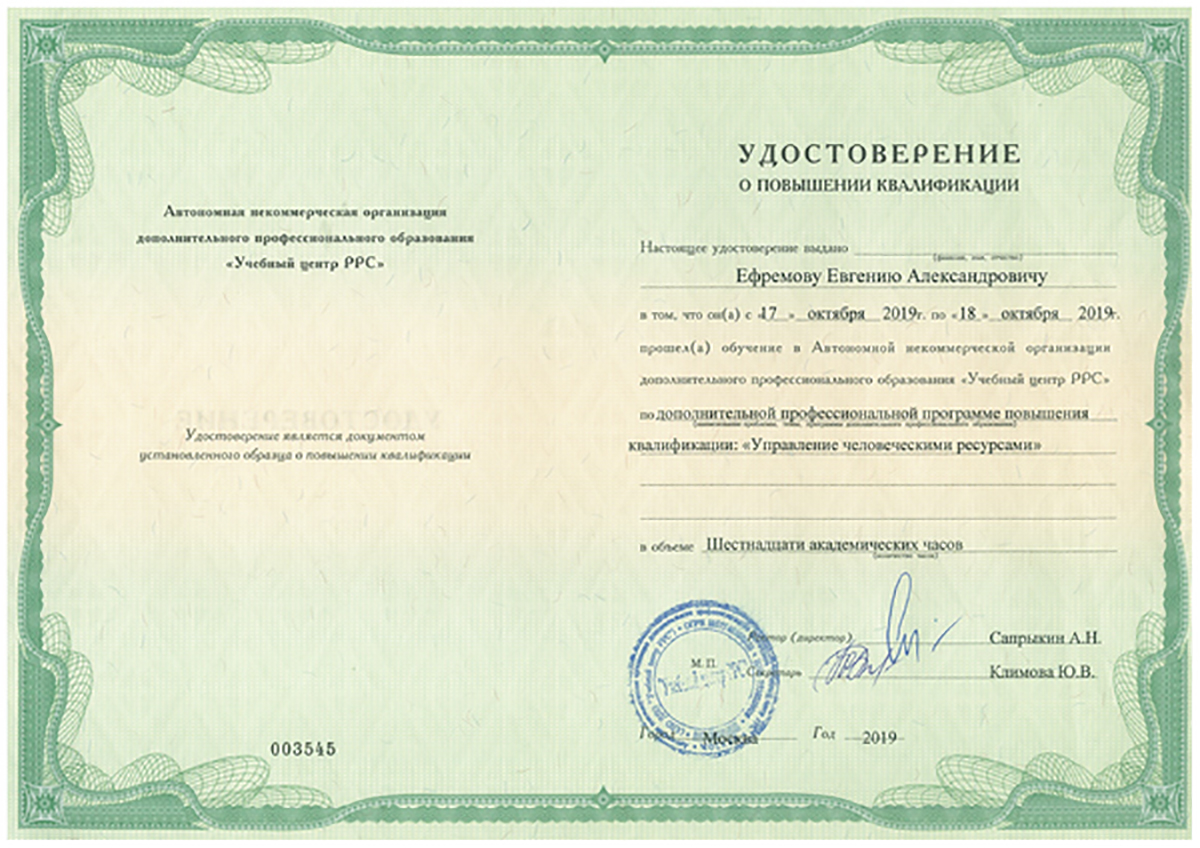 Автономная некоммерческая организация
дополнительного профессионального образования
«Учебный центр РРС»
Удостоверение является документом
установленного образца о повышении квалификации
003545
УДОСТОВЕРЕНИЕ
О ПОВЫШЕНИИ КВАЛИФИКАЦИИ
Настоящее удостоверение выдано
(фамилия, имя, отчество)
Ефремову Евгению Александровичу
в том, что он(а) с «17» октября 2019г. по «18» октября 2019г.
прошел(а) обучение в Автономной некоммерческой организации
дополнительного профессионального образования «Учебный центр РРС»
по дополнительной профессиональной программе повышения
квалификации: «Управление человеческими ресурсами»
в объеме Шестнадцати академических часов
(количество часов)
Ректор (директор) Сапрыкин А.Н.
М.П.
Секретарь Климова Ю.В.
Город Москва Год 2019